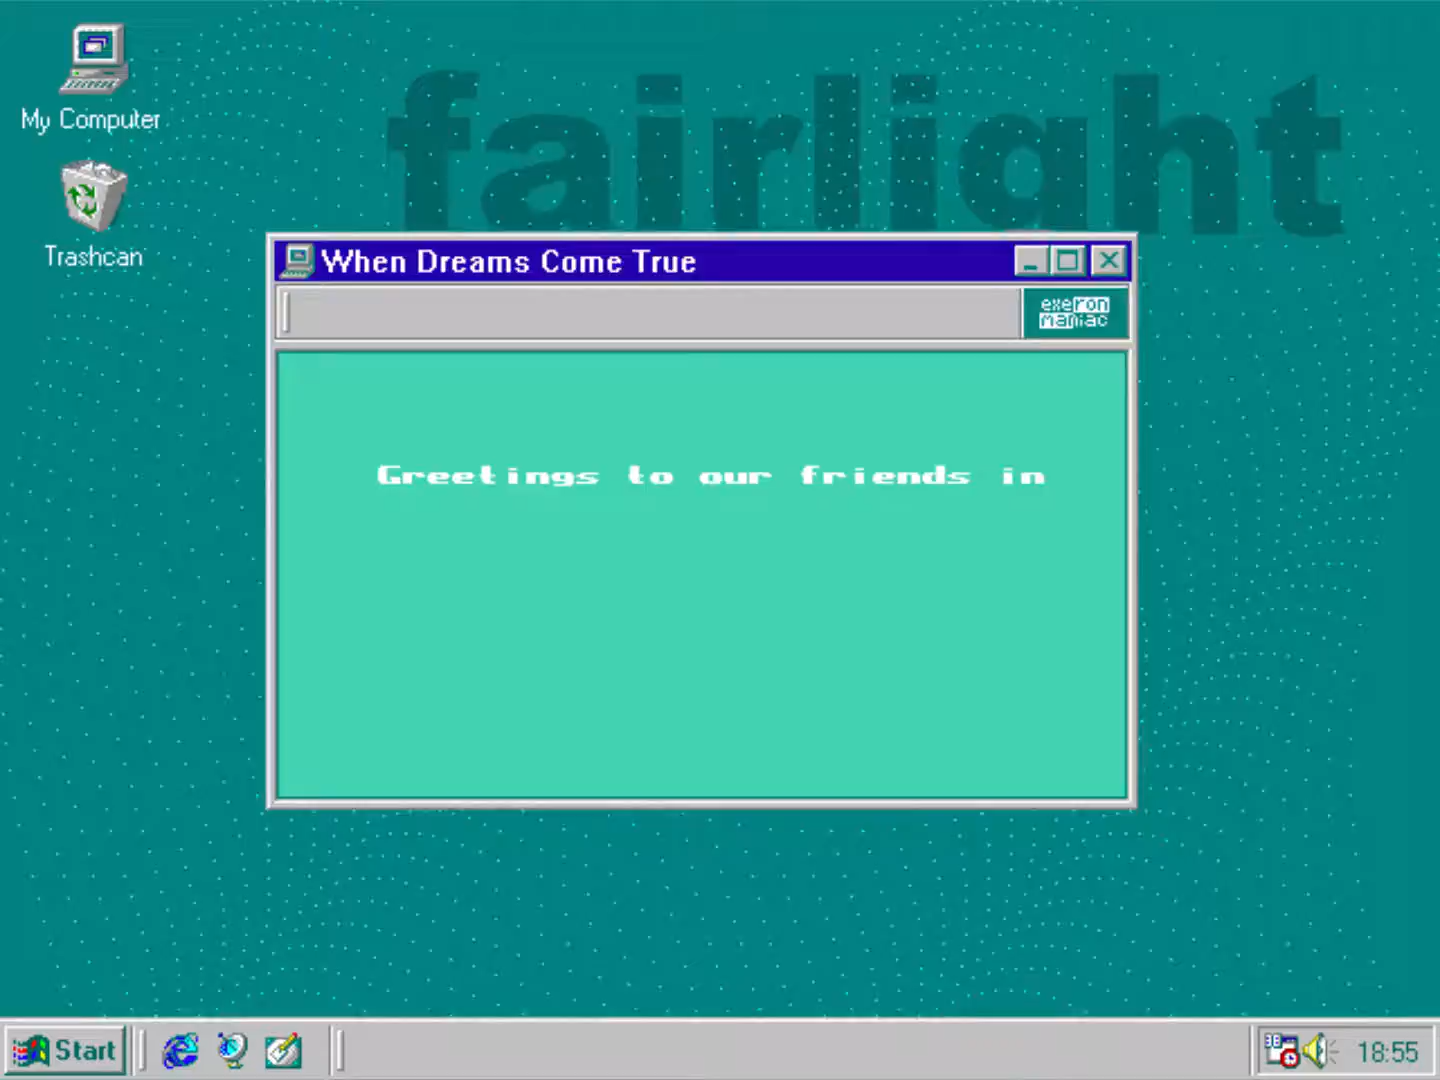 My Computer
Trashcan
fairlight
When Dreams Come True
exeron
maniac
Greetings to our friends in
Start
18:55